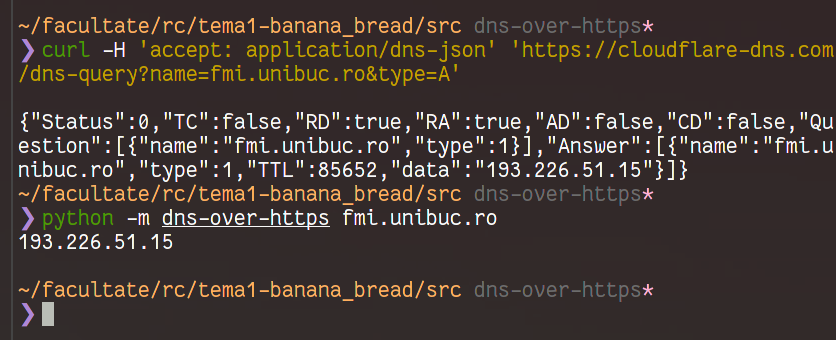 ~/facultate/rc/tema1-banana_bread/src dns-over-https*
❯ curl -H 'accept: application/dns-json' 'https://cloudflare-dns.com
/dns-query?name=fmi.unibuc.ro&type=A'
{"Status":0,"TC":false,"RD":true,"RA":true,"AD":false,"CD":false,"Qu
estion":[{"name":"fmi.unibuc.ro","type":1}],"Answer":[{"name":"fmi.u
nibuc.ro","type":1,"TTL":85652,"data":"193.226.51.15"}]}
~/facultate/rc/tema1-banana_bread/src dns-over-https*
❯ python -m dns-over-https fmi.unibuc.ro
193.226.51.15
~/facultate/rc/tema1-banana_bread/src dns-over-https*
❯